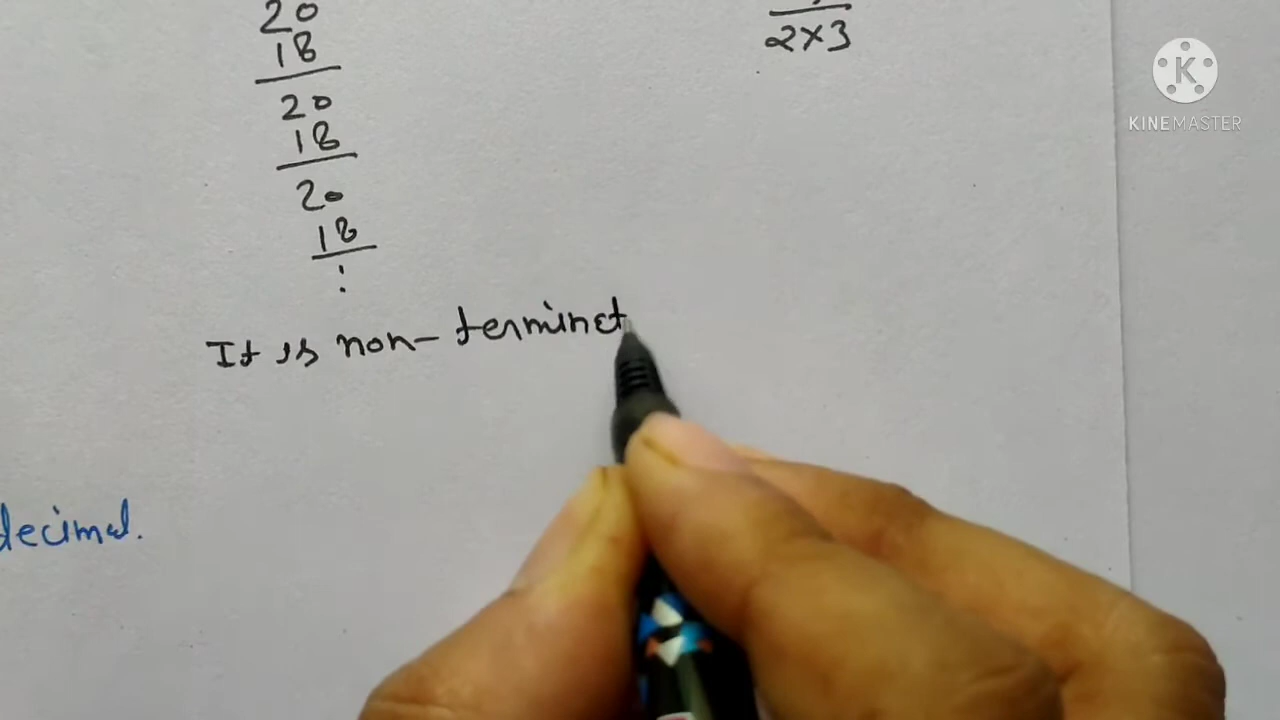 20
18
20
18
20
18
:
2×3
KINEMASTER
It is non-terminat
decimal.